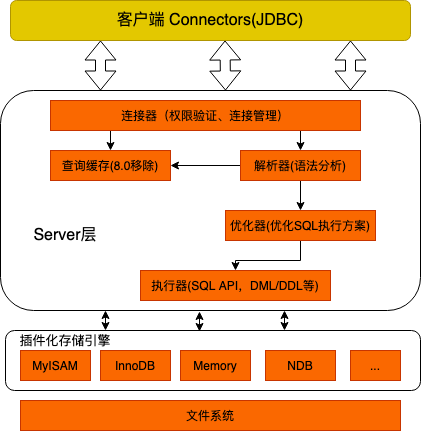 客户端 Connectors(JDBC)
连接器（权限验证、连接管理）
查询缓存(8.0移除)
解析器(语法分析)
优化器(优化SQL执行方案)
Server层
执行器(SQL API，DML/DDL等)
插件化存储引擎
MyISAM
InnoDB
Memory
NDB
...
文件系统